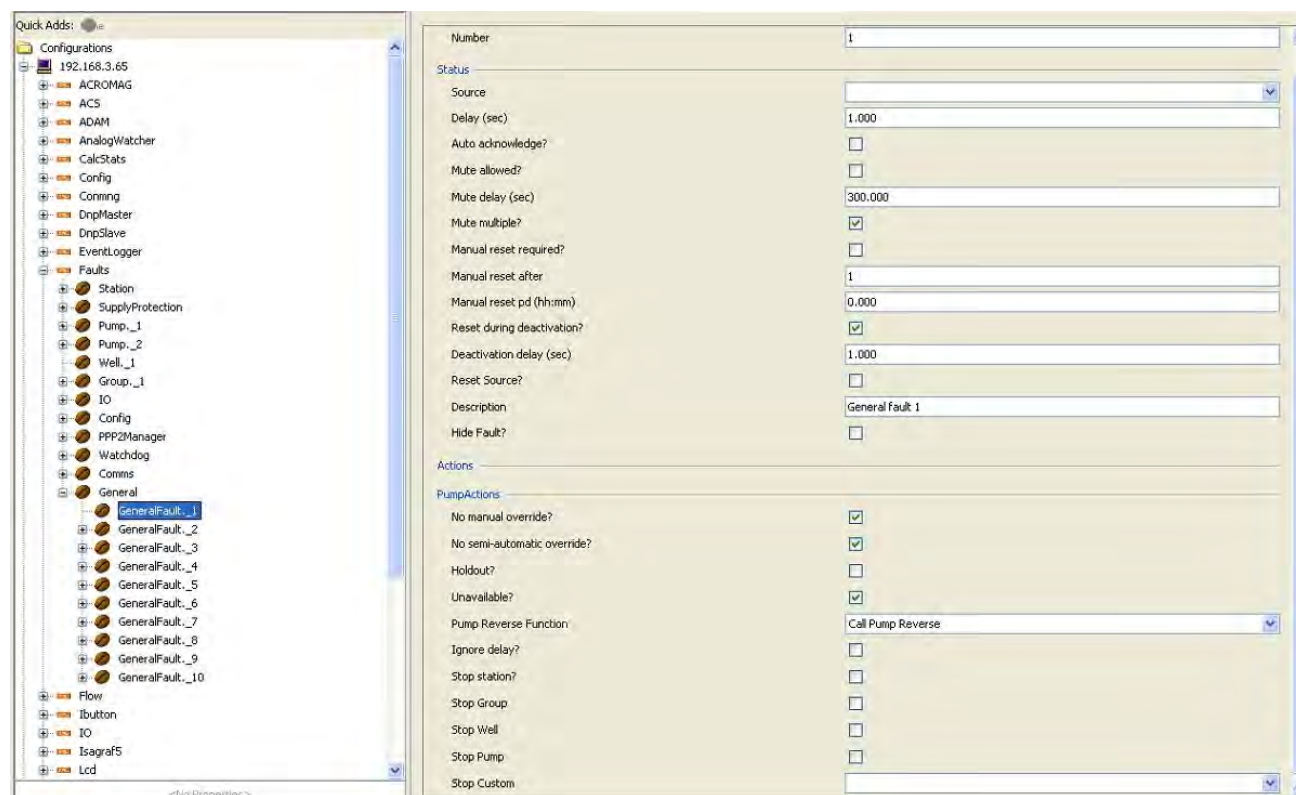 Quick Adds:
Configurations
192.168.3.65
ACROMAG
ACS
ADAM
AnalogWatcher
CalcStats
Config
Conmng
DnpMaster
DnpSlave
EventLogger
Faults
Station
SupplyProtection
Pump._1
Pump._2
Well._1
Group._1
IO
Config
PPP2Manager
Watchdog
Comms
General
GeneralFault._1
GeneralFault._2
GeneralFault._3
GeneralFault._4
GeneralFault._5
GeneralFault._6
GeneralFault._7
GeneralFault._8
GeneralFault._9
GeneralFault._10
Flow
Ibutton
IO
Isagraf5
Lcd
<No Properties>
Number 1
Status
Source
Delay (sec) 1.000
Auto acknowledge?
Mute allowed?
Mute delay (sec) 300.000
Mute multiple?
Manual reset required?
Manual reset after 1
Manual reset pd (hh:mm) 0.000
Reset during deactivation?
Deactivation delay (sec) 1.000
Reset Source?
Description General fault 1
Hide Fault?
Actions
PumpActions
No manual override?
No semi-automatic override?
Holdout?
Unavailable?
Pump Reverse Function Call Pump Reverse
Ignore delay?
Stop station?
Stop Group
Stop Well
Stop Pump
Stop Custom